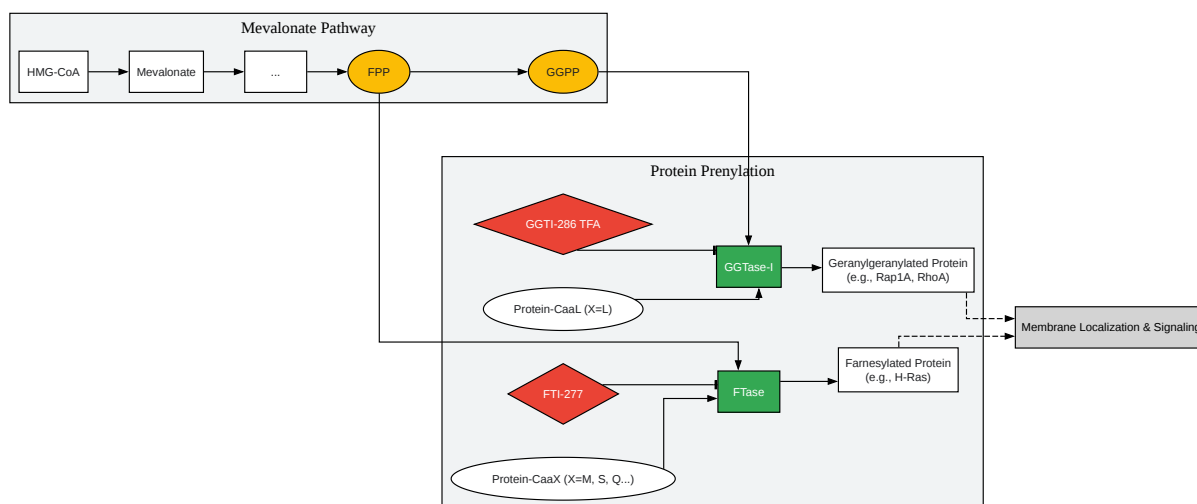 Mevalonate Pathway
HMG-CoA
Mevalonate
...
FPP
GGPP
Protein Prenylation
GGTI-286 TFA
GGTase-I
Geranylgeranylated Protein
(e.g., Rap1A, RhoA)
Protein-CaaL (X=L)
Membrane Localization & Signaling
Farnesylated Protein
(e.g., H-Ras)
FTI-277
FTase
Protein-CaaX (X=M, S, Q...)